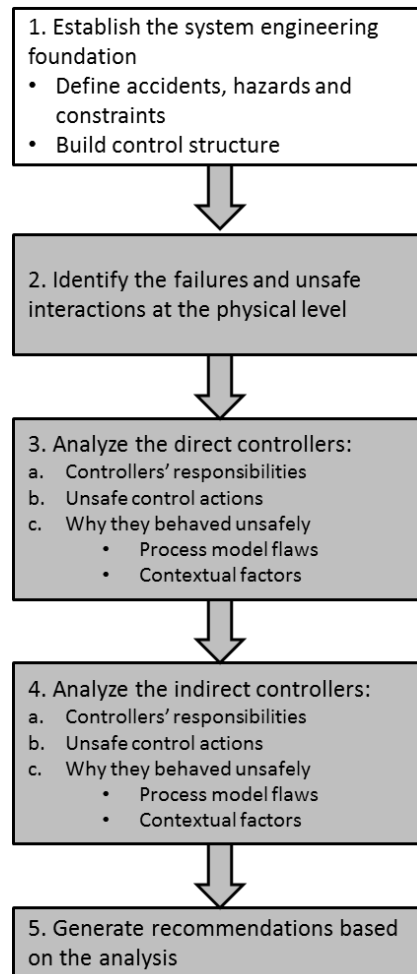 1. Establish the system engineering
foundation
• Define accidents, hazards and
constraints
• Build control structure
2. Identify the failures and unsafe
interactions at the physical level
3. Analyze the direct controllers:
a. Controllers’ responsibilities
b. Unsafe control actions
c. Why they behaved unsafely
• Process model flaws
• Contextual factors
4. Analyze the indirect controllers:
a. Controllers’ responsibilities
b. Unsafe control actions
c. Why they behaved unsafely
• Process model flaws
• Contextual factors
5. Generate recommendations based
on the analysis